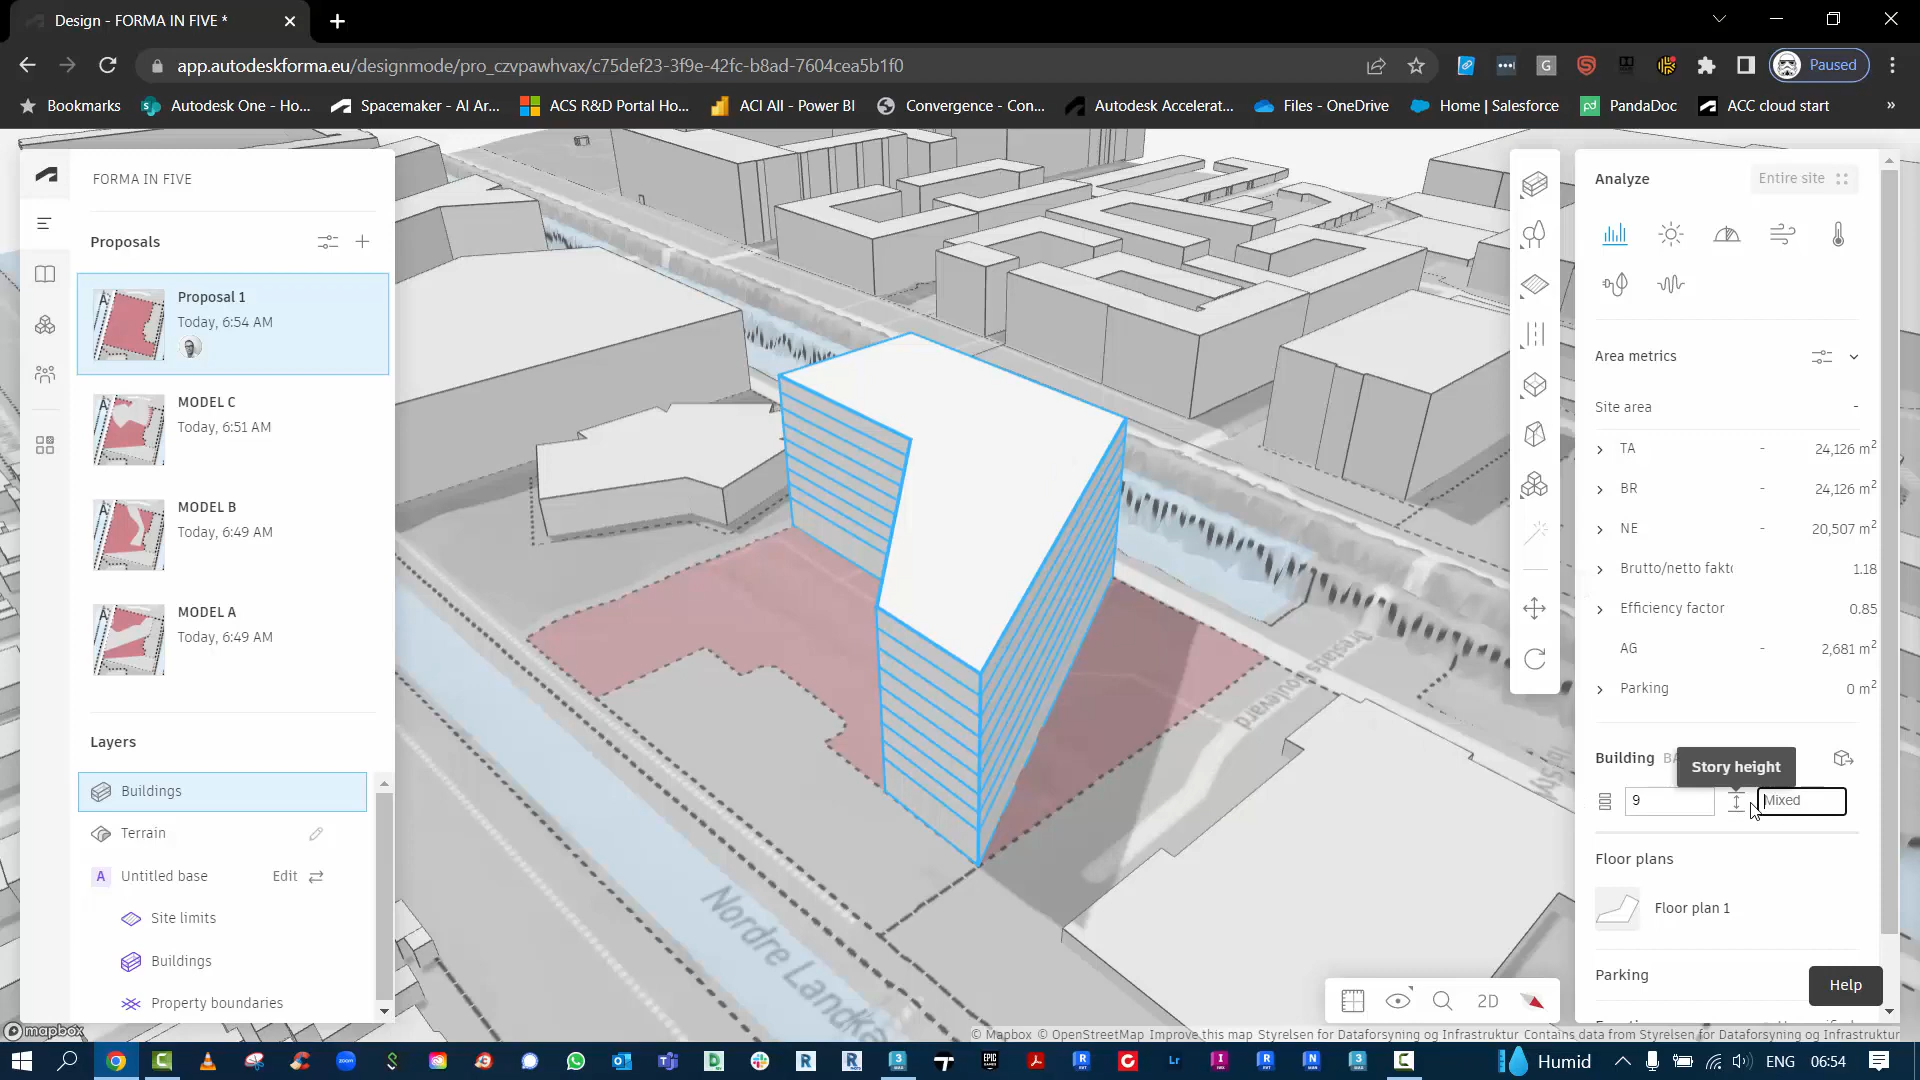 Design - FORMA IN FIVE *
app.autodeskforma.eu/designmode/pro_czvpawhvax/c75def23-3f9e-42fc-b8ad-7604cea5b1f0
Paused
Bookmarks
Autodesk One - Ho...
Spacemaker - AI Ar...
ACS R&D Portal Ho...
ACI All - Power BI
Convergence - Con...
Autodesk Accelerat...
Files - OneDrive
Home | Salesforce
PandaDoc
ACC cloud start
»
FORMA IN FIVE
Proposals
Proposal 1
Today, 6:54 AM
MODEL C
Today, 6:51 AM
MODEL B
Today, 6:49 AM
MODEL A
Today, 6:49 AM
Layers
Buildings
Terrain
A Untitled base Edit
Site limits
Buildings
Property boundaries
mapbox
Nordre Landka
Analyze
Entire site
Area metrics
Site area -
TA - 24,126 m²
BR - 24,126 m²
NE - 20,507 m²
Brutto/netto fakto 1.18
Efficiency factor 0.85
AG - 2,681 m²
Parking 0 m²
Building
Story height
9
Mixed
Floor plans
Floor plan 1
Parking
Help
2D
© Mapbox © OpenStreetMap Improve this map Styrelsen for Dataforsyning og Infrastruktur Contains data from Styrelsen for Dataforsyning og Infrastruktur
Humid
ENG
06:54